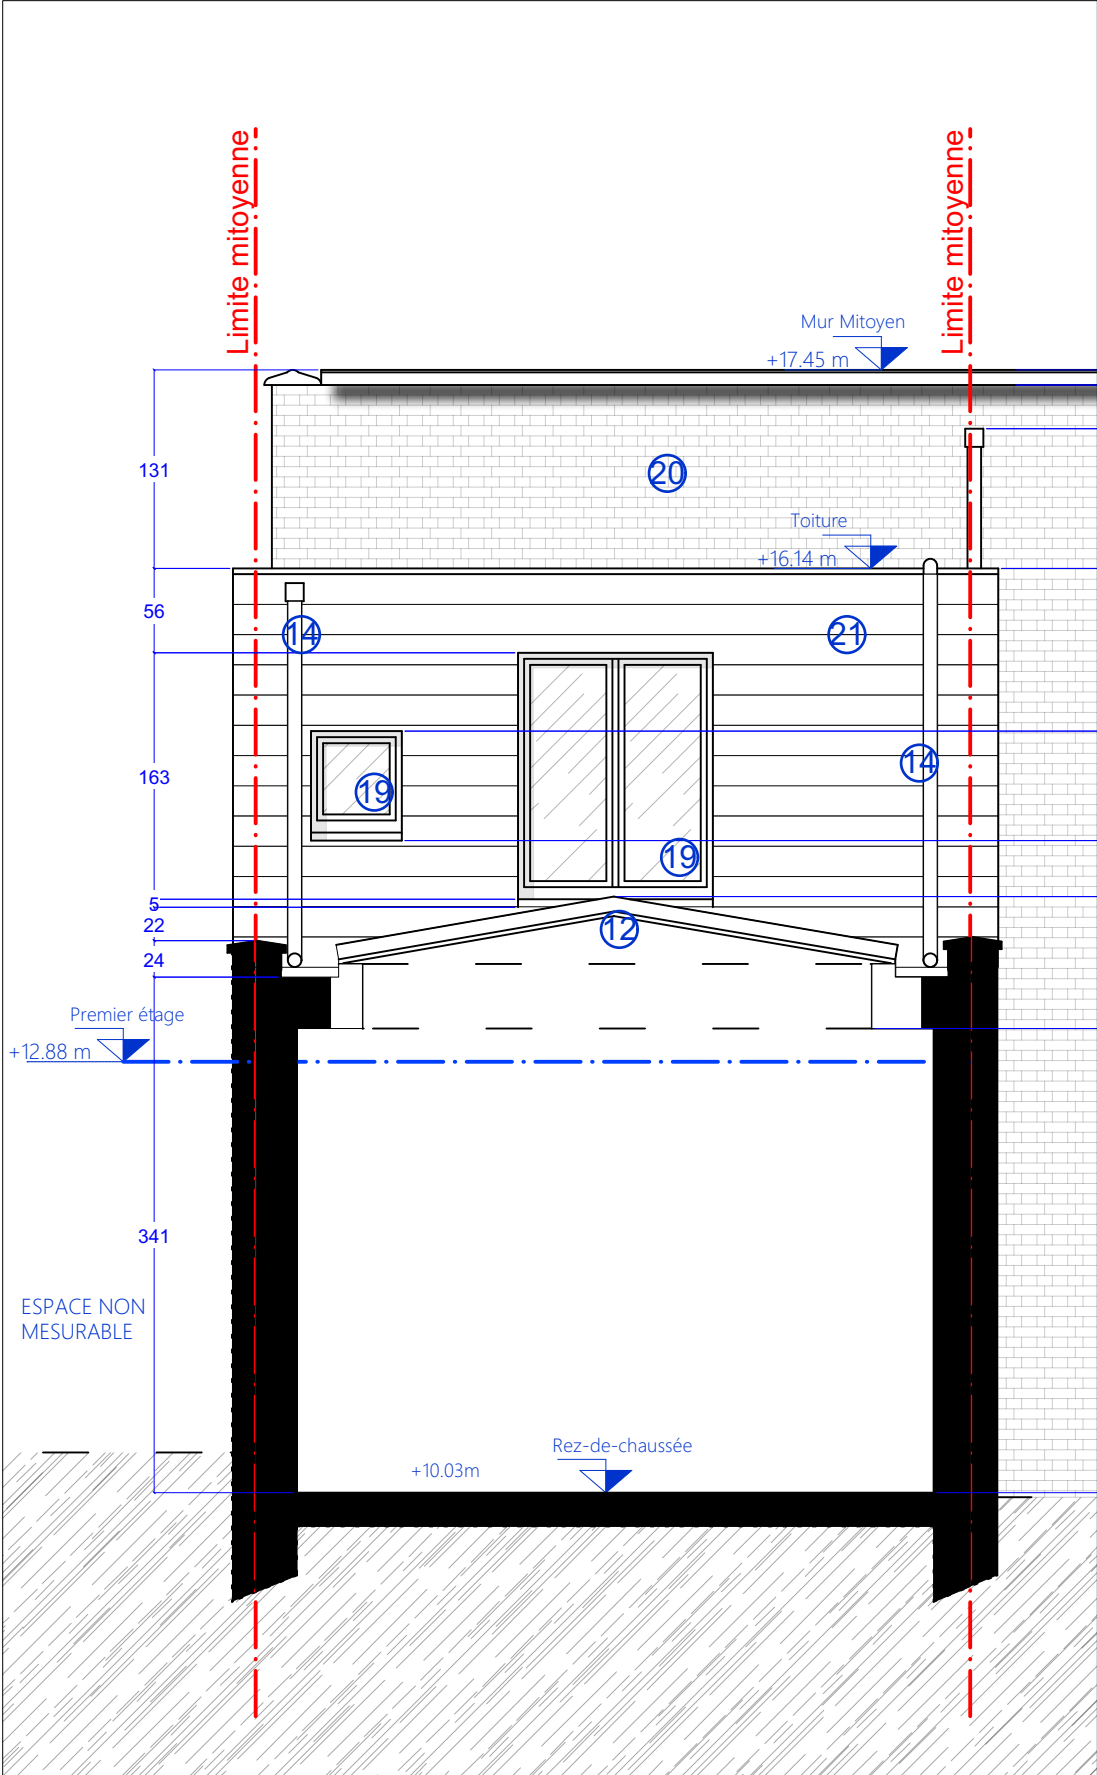 Limite mitoyenne
Limite mitoyenne
Mur Mitoyen
+17.45 m
131
20
Toiture
+16.14 m
56
14
21
163
14
19
19
5
22
12
24
Premier étage
+12.88 m
341
ESPACE NON
MESURABLE
Rez-de-chaussée
+10.03m